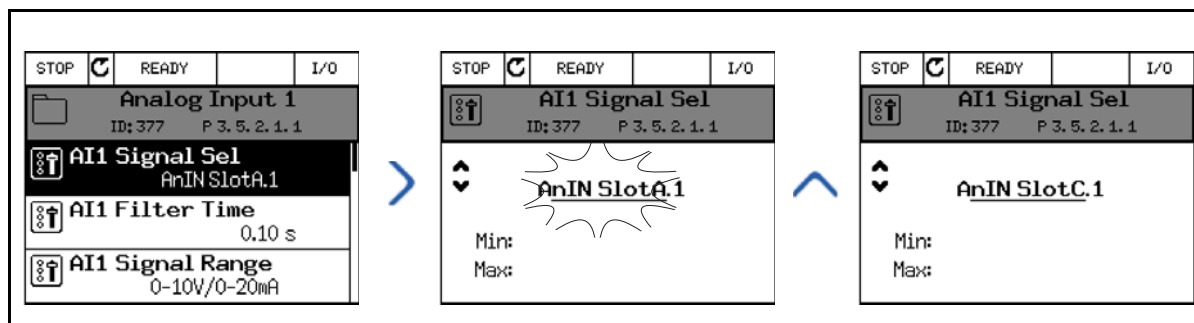 STOP READY I/O
Analog Input 1
ID:377 P3.5.2.1.1
AI1 Signal Sel
AnIN SlotA.1
AI1 Filter Time
0.10 s
AI1 Signal Range
0-10V/0-20mA
STOP READY I/O
AI1 Signal Sel
ID:377 P3.5.2.1.1
AnIN SlotA.1
Min:
Max:
STOP READY I/O
AI1 Signal Sel
ID:377 P3.5.2.1.1
AnIN SlotC.1
Min:
Max: